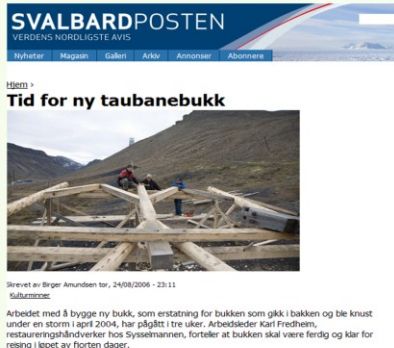 SVALBARDPOSTEN
VERDENS NORDLIGSTE AVIS
Nyheter Magasin Galleri Arkiv Annonser Abonnere
Hjem ›
Tid for ny taubanebukk
Skrevet av Birger Amundsen tor, 24/08/2006 - 23:11
Kulturminner
Arbeidet med å bygge ny bukk, som erstatning for bukken som gikk i bakken og ble knust
under en storm i april 2004, har pågått i tre uker. Arbeidsleder Karl Fredheim,
restaureringshåndverker hos Sysselmannen, forteller at bukken skal være ferdig og klar for
reising i løpet av fjorten dager.